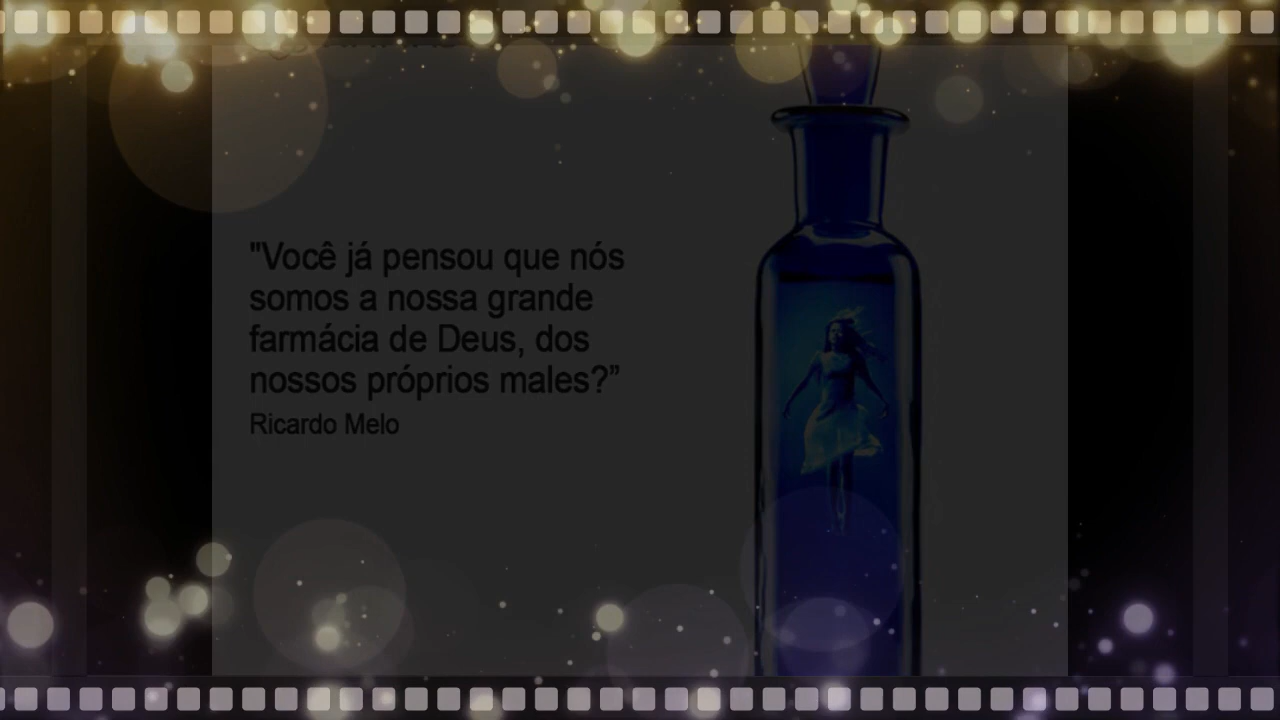 "Você já pensou que nós
somos a nossa grande
farmácia de Deus, dos
nossos próprios males?”
Ricardo Melo